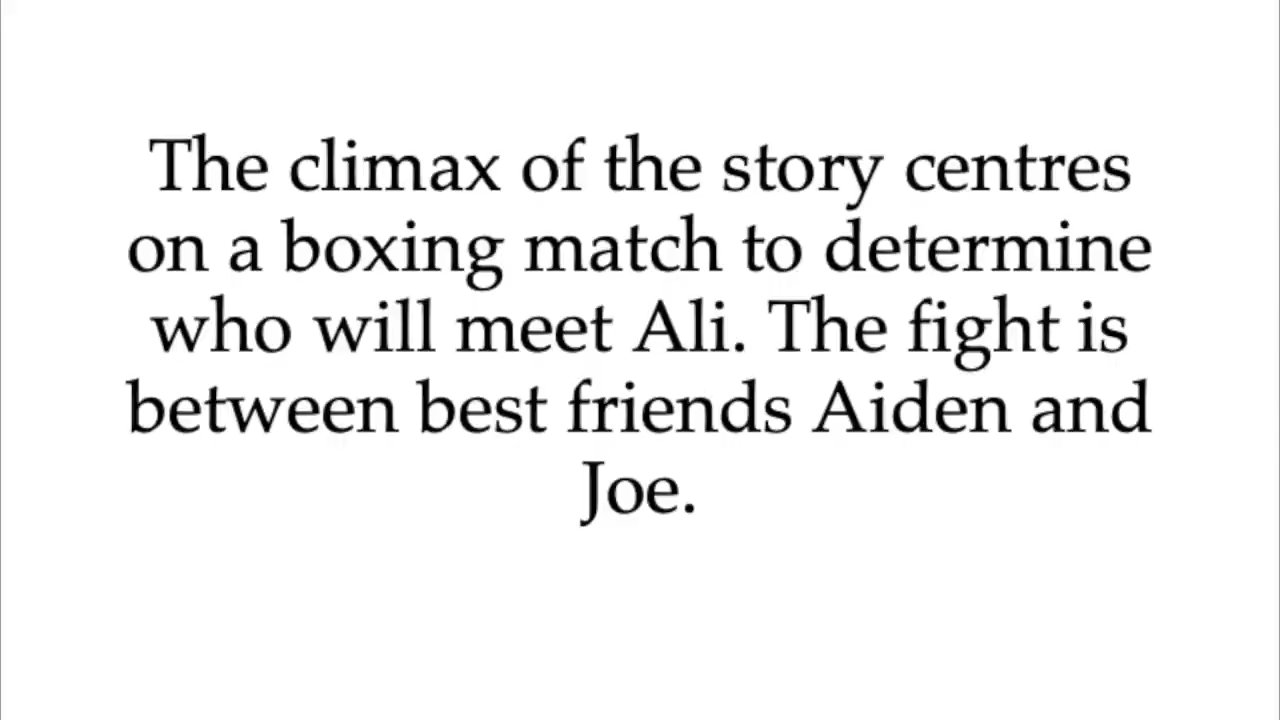 The climax of the story centres
on a boxing match to determine
who will meet Ali. The fight is
between best friends Aiden and
Joe.